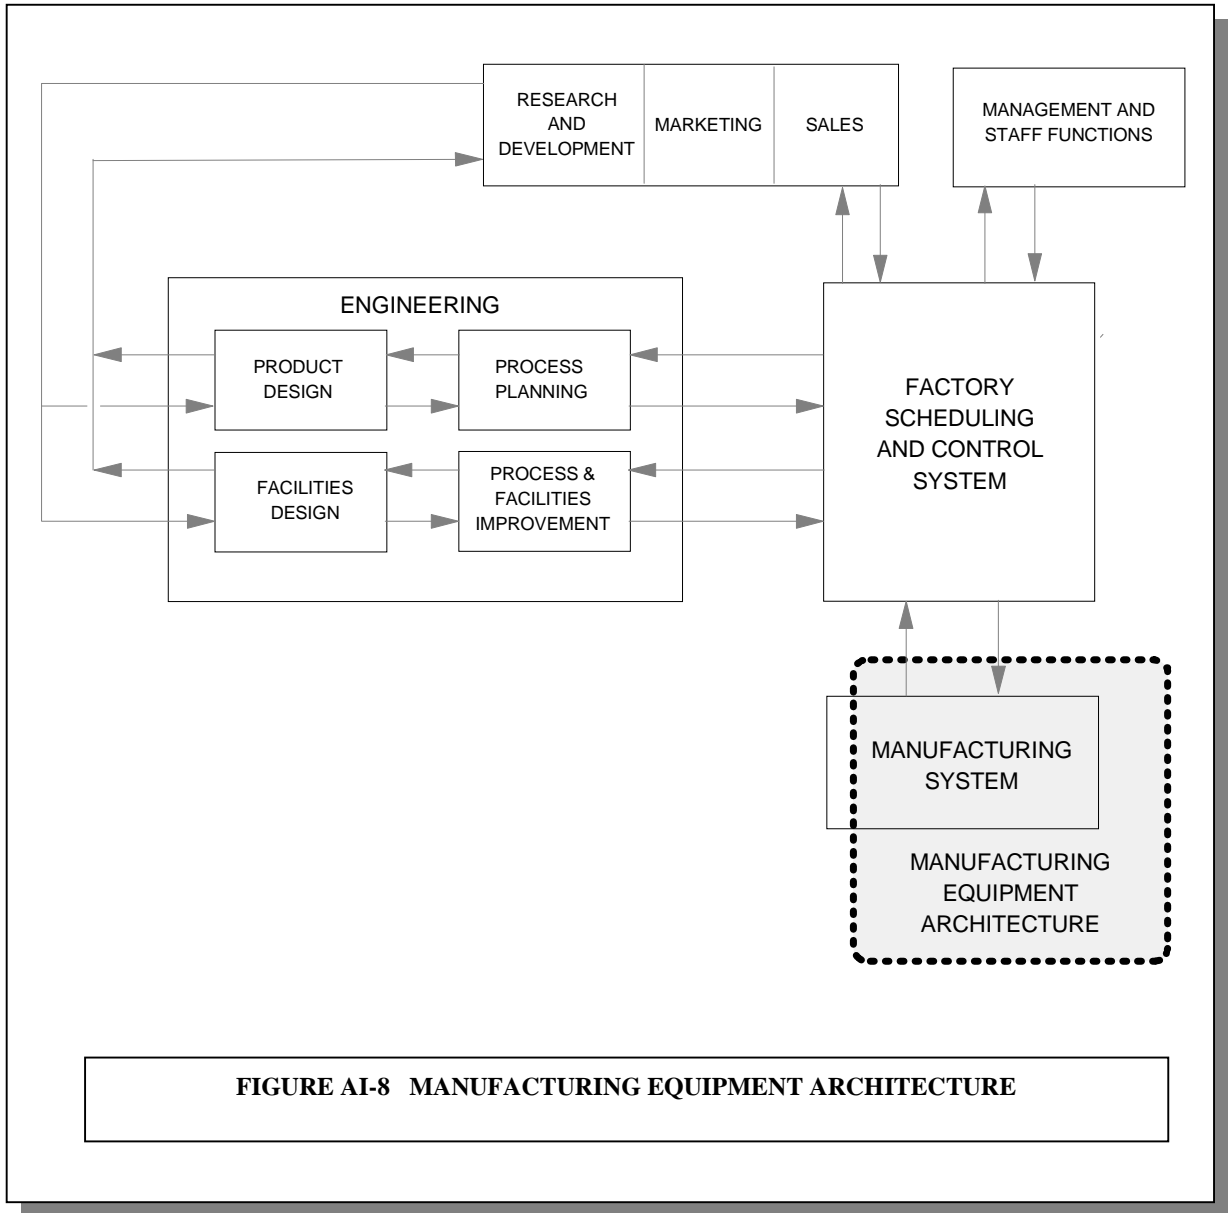 RESEARCH
AND
DEVELOPMENT
MARKETING
SALES
MANAGEMENT AND
STAFF FUNCTIONS
ENGINEERING
PRODUCT
DESIGN
PROCESS
PLANNING
FACILITIES
DESIGN
PROCESS &
FACILITIES
IMPROVEMENT
FACTORY
SCHEDULING
AND CONTROL
SYSTEM
MANUFACTURING
SYSTEM
MANUFACTURING
EQUIPMENT
ARCHITECTURE
FIGURE AI-8 MANUFACTURING EQUIPMENT ARCHITECTURE